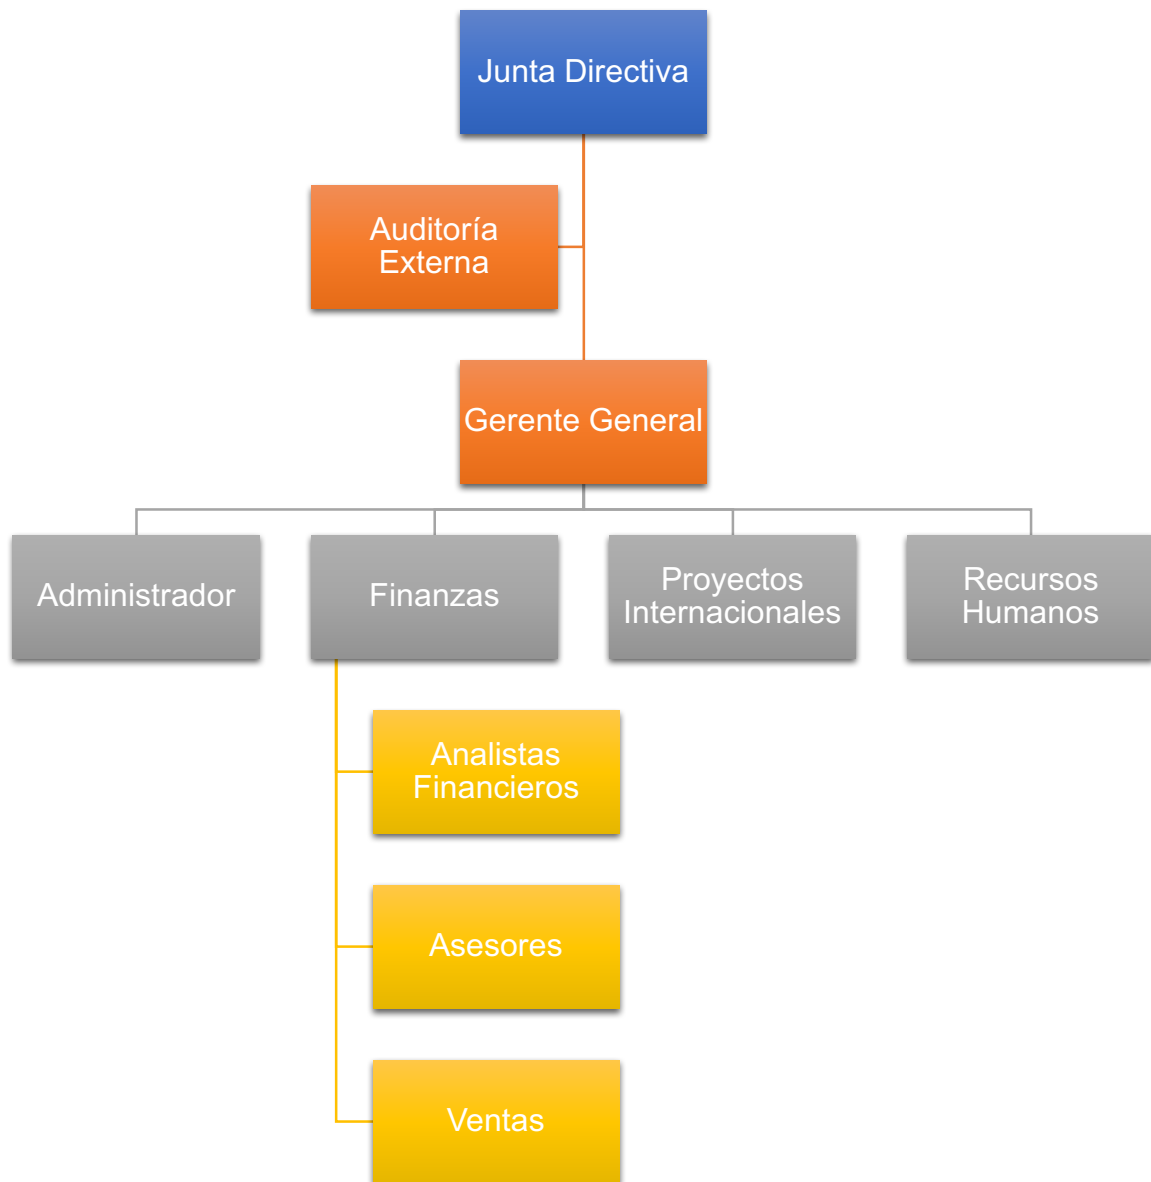 Junta Directiva
Auditoría
Externa
Gerente General
Administrador
Finanzas
Proyectos
Internacionales
Recursos
Humanos
Analistas
Financieros
Asesores
Ventas